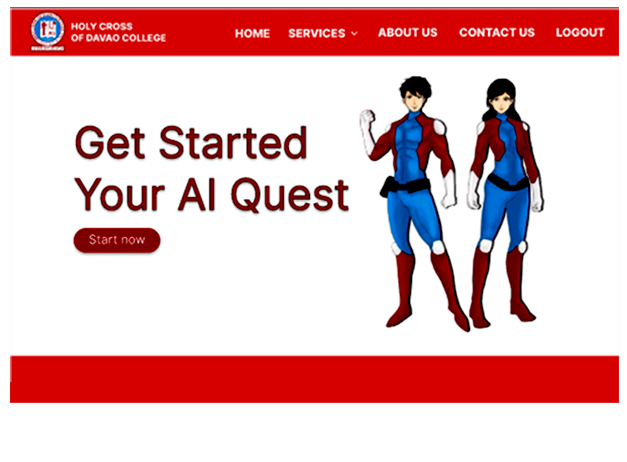 HOLY CROSS
OF DAVAO COLLEGE
HOME
SERVICES
ABOUT US
CONTACT US
LOGOUT
Get Started
Your AI Quest
Start now